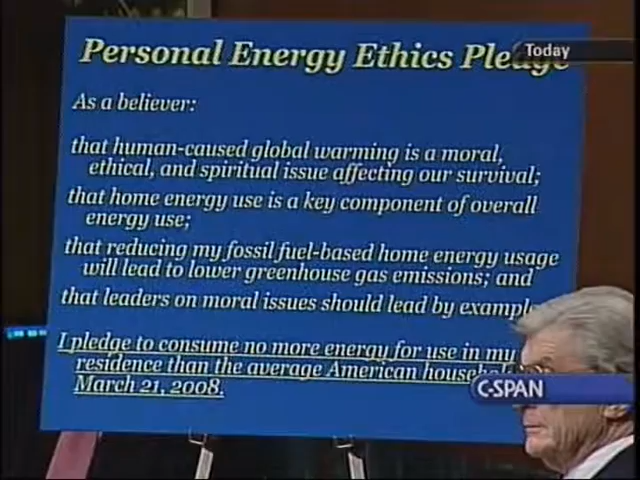 Personal Energy Ethics Pledge
Today
As a believer:
that human-caused global warming is a moral,
ethical, and spiritual issue affecting our survival;
that home energy use is a key component of overall
energy use;
that reducing my fossil fuel-based home energy usage
will lead to lower greenhouse gas emissions; and
that leaders on moral issues should lead by example
I pledge to consume no more energy for use in my
residence than the average American household
March 21, 2008.
C-SPAN